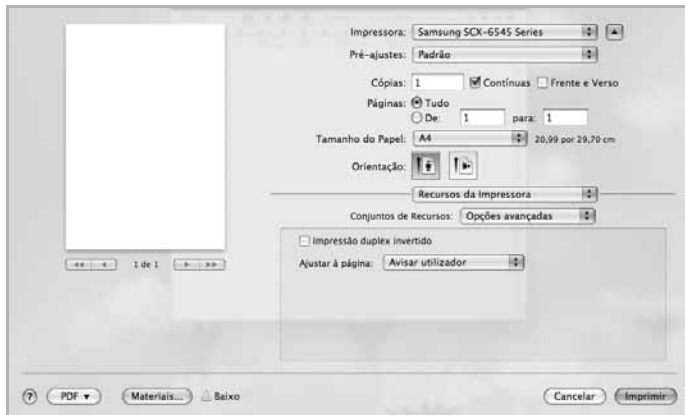 Impressora: Samsung SCX-6545 Series
Pré-ajustes: Padrão
Cópias: 1 Contínuas Frente e Verso
Páginas: Tudo
De: 1 para: 1
Tamanho do Papel: A4 20,99 por 29,70 cm
Orientação:
Recursos da Impressora
Conjuntos de Recursos: Opções avançadas
Impressão duplex invertido
Ajustar à página: Avisar utilizador
1 de 1
? PDF Materiais... Baixo Cancelar Imprimir